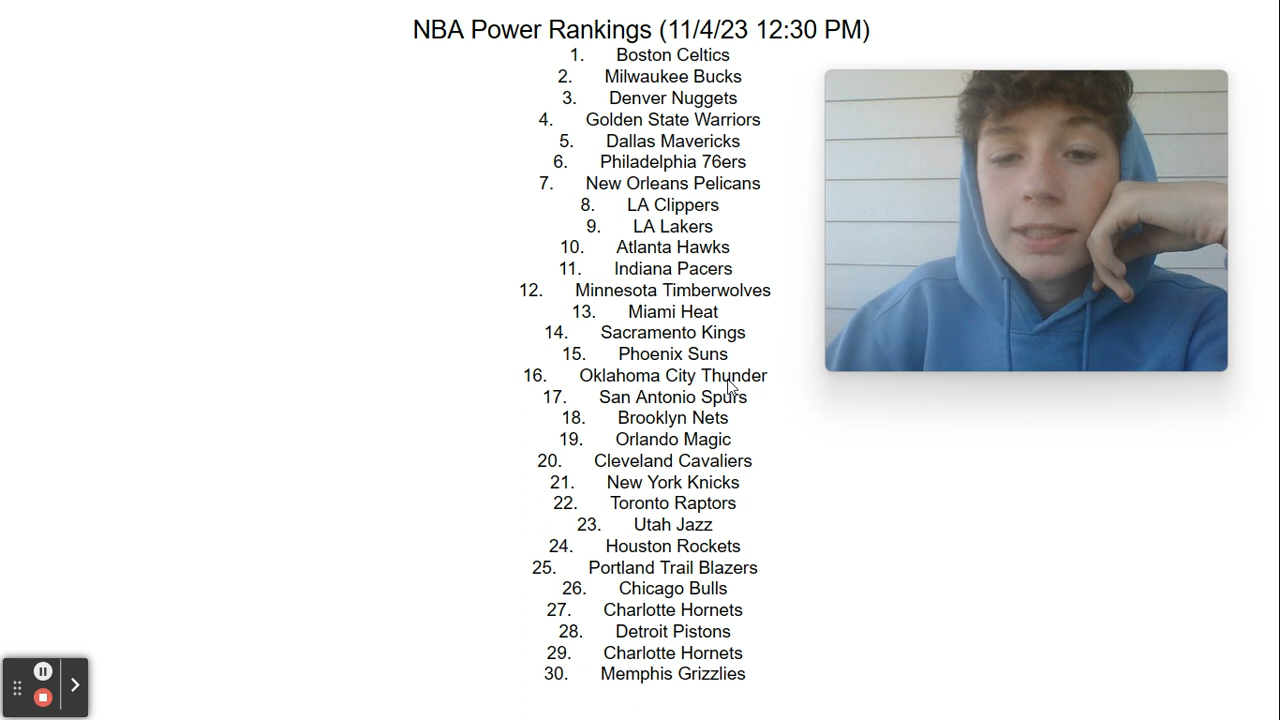 NBA Power Rankings (11/4/23 12:30 PM)
1. Boston Celtics
2. Milwaukee Bucks
3. Denver Nuggets
4. Golden State Warriors
5. Dallas Mavericks
6. Philadelphia 76ers
7. New Orleans Pelicans
8. LA Clippers
9. LA Lakers
10. Atlanta Hawks
11. Indiana Pacers
12. Minnesota Timberwolves
13. Miami Heat
14. Sacramento Kings
15. Phoenix Suns
16. Oklahoma City Thunder
17. San Antonio Spurs
18. Brooklyn Nets
19. Orlando Magic
20. Cleveland Cavaliers
21. New York Knicks
22. Toronto Raptors
23. Utah Jazz
24. Houston Rockets
25. Portland Trail Blazers
26. Chicago Bulls
27. Charlotte Hornets
28. Detroit Pistons
29. Charlotte Hornets
30. Memphis Grizzlies